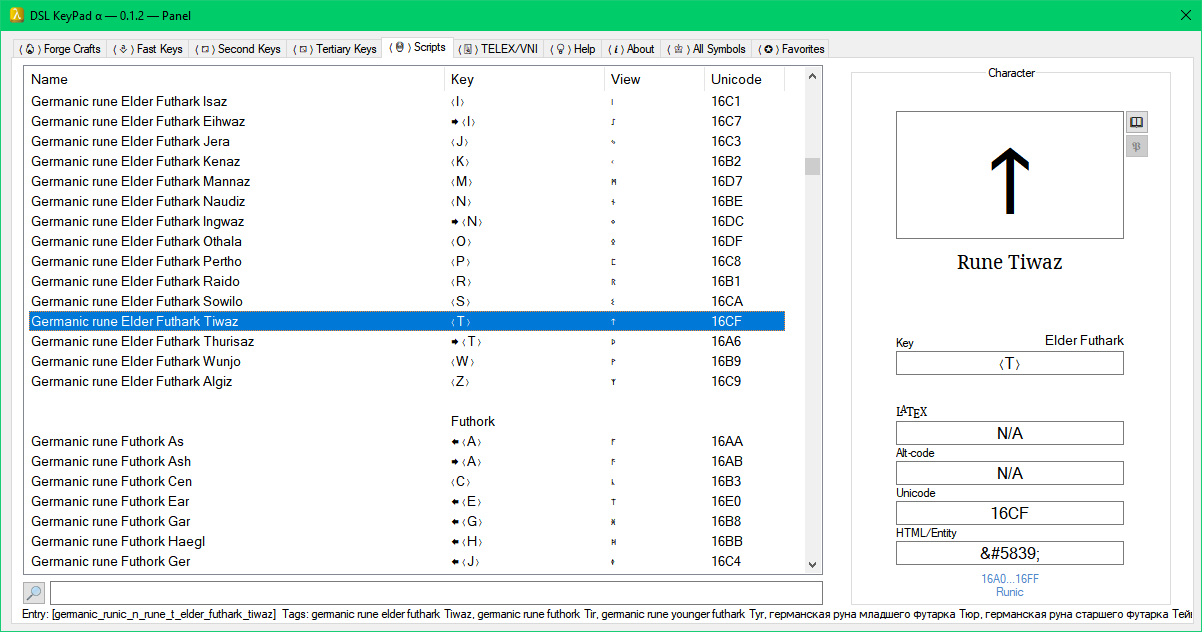 DSL KeyPad α — 0.1.2 — Panel
Forge Crafts Fast Keys Second Keys Tertiary Keys Scripts TELEX/VNI Help About All Symbols Favorites
Name Key View Unicode
Germanic rune Elder Futhark Isaz ⟨I⟩ ᛁ 16C1
Germanic rune Elder Futhark Eihwaz ➡ ⟨I⟩ ᛇ 16C7
Germanic rune Elder Futhark Jera ⟨J⟩ ᛃ 16C3
Germanic rune Elder Futhark Kenaz ⟨K⟩ ᚲ 16B2
Germanic rune Elder Futhark Mannaz ⟨M⟩ ᛗ 16D7
Germanic rune Elder Futhark Naudiz ⟨N⟩ ᚾ 16BE
Germanic rune Elder Futhark Ingwaz ➡ ⟨N⟩ ᛜ 16DC
Germanic rune Elder Futhark Othala ⟨O⟩ ᛟ 16DF
Germanic rune Elder Futhark Pertho ⟨P⟩ ᛈ 16C8
Germanic rune Elder Futhark Raido ⟨R⟩ ᚱ 16B1
Germanic rune Elder Futhark Sowilo ⟨S⟩ ᛊ 16CA
Germanic rune Elder Futhark Tiwaz ⟨T⟩ ᛏ 16CF
Germanic rune Elder Futhark Thurisaz ➡ ⟨T⟩ ᚦ 16A6
Germanic rune Elder Futhark Wunjo ⟨W⟩ ᚹ 16B9
Germanic rune Elder Futhark Algiz ⟨Z⟩ ᛉ 16C9
Futhork
Germanic rune Futhork As ⬅ ⟨A⟩ ᚪ 16AA
Germanic rune Futhork Ash ➡ ⟨A⟩ ᚫ 16AB
Germanic rune Futhork Cen ⟨C⟩ ᚳ 16B3
Germanic rune Futhork Ear ⬅ ⟨E⟩ ᛠ 16E0
Germanic rune Futhork Gar ⬅ ⟨G⟩ ᚸ 16B8
Germanic rune Futhork Haegl ⬅ ⟨H⟩ ᚻ 16BB
Germanic rune Futhork Ger ⬅ ⟨J⟩ ᛄ 16C4
Character
ᛏ
Rune Tiwaz
Key Elder Futhark
⟨T⟩
LATEX
N/A
Alt-code
N/A
Unicode
16CF
HTML/Entity
&#5839;
16A0...16FF
Runic
Entry: [germanic_runic_n_rune_t_elder_futhark_tiwaz] Tags: germanic rune elder futhark Tiwaz, germanic rune futhork Tir, germanic rune younger futhark Tyr, германская руна младшего футарка Тюр, германская руна старшего футарка Тей